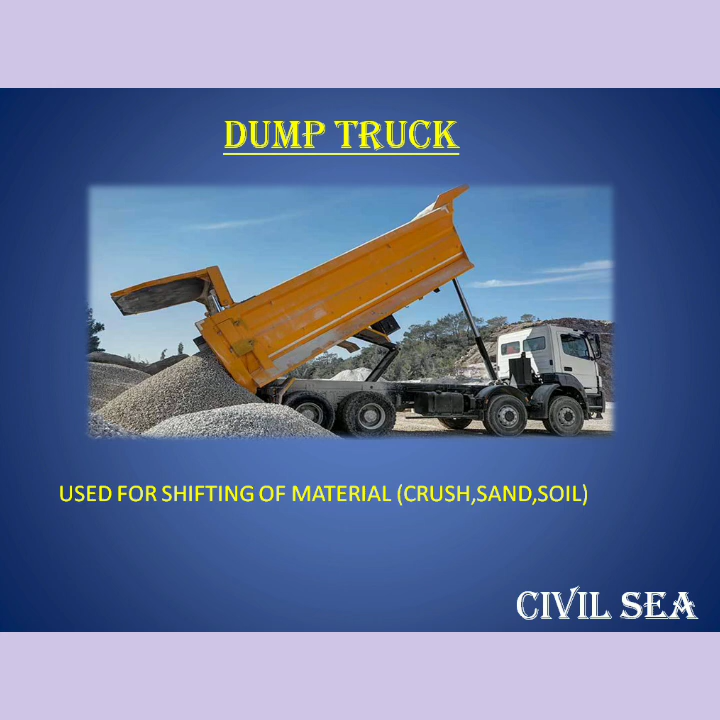 DUMP TRUCK
USED FOR SHIFTING OF MATERIAL (CRUSH,SAND,SOIL)
CIVIL SEA